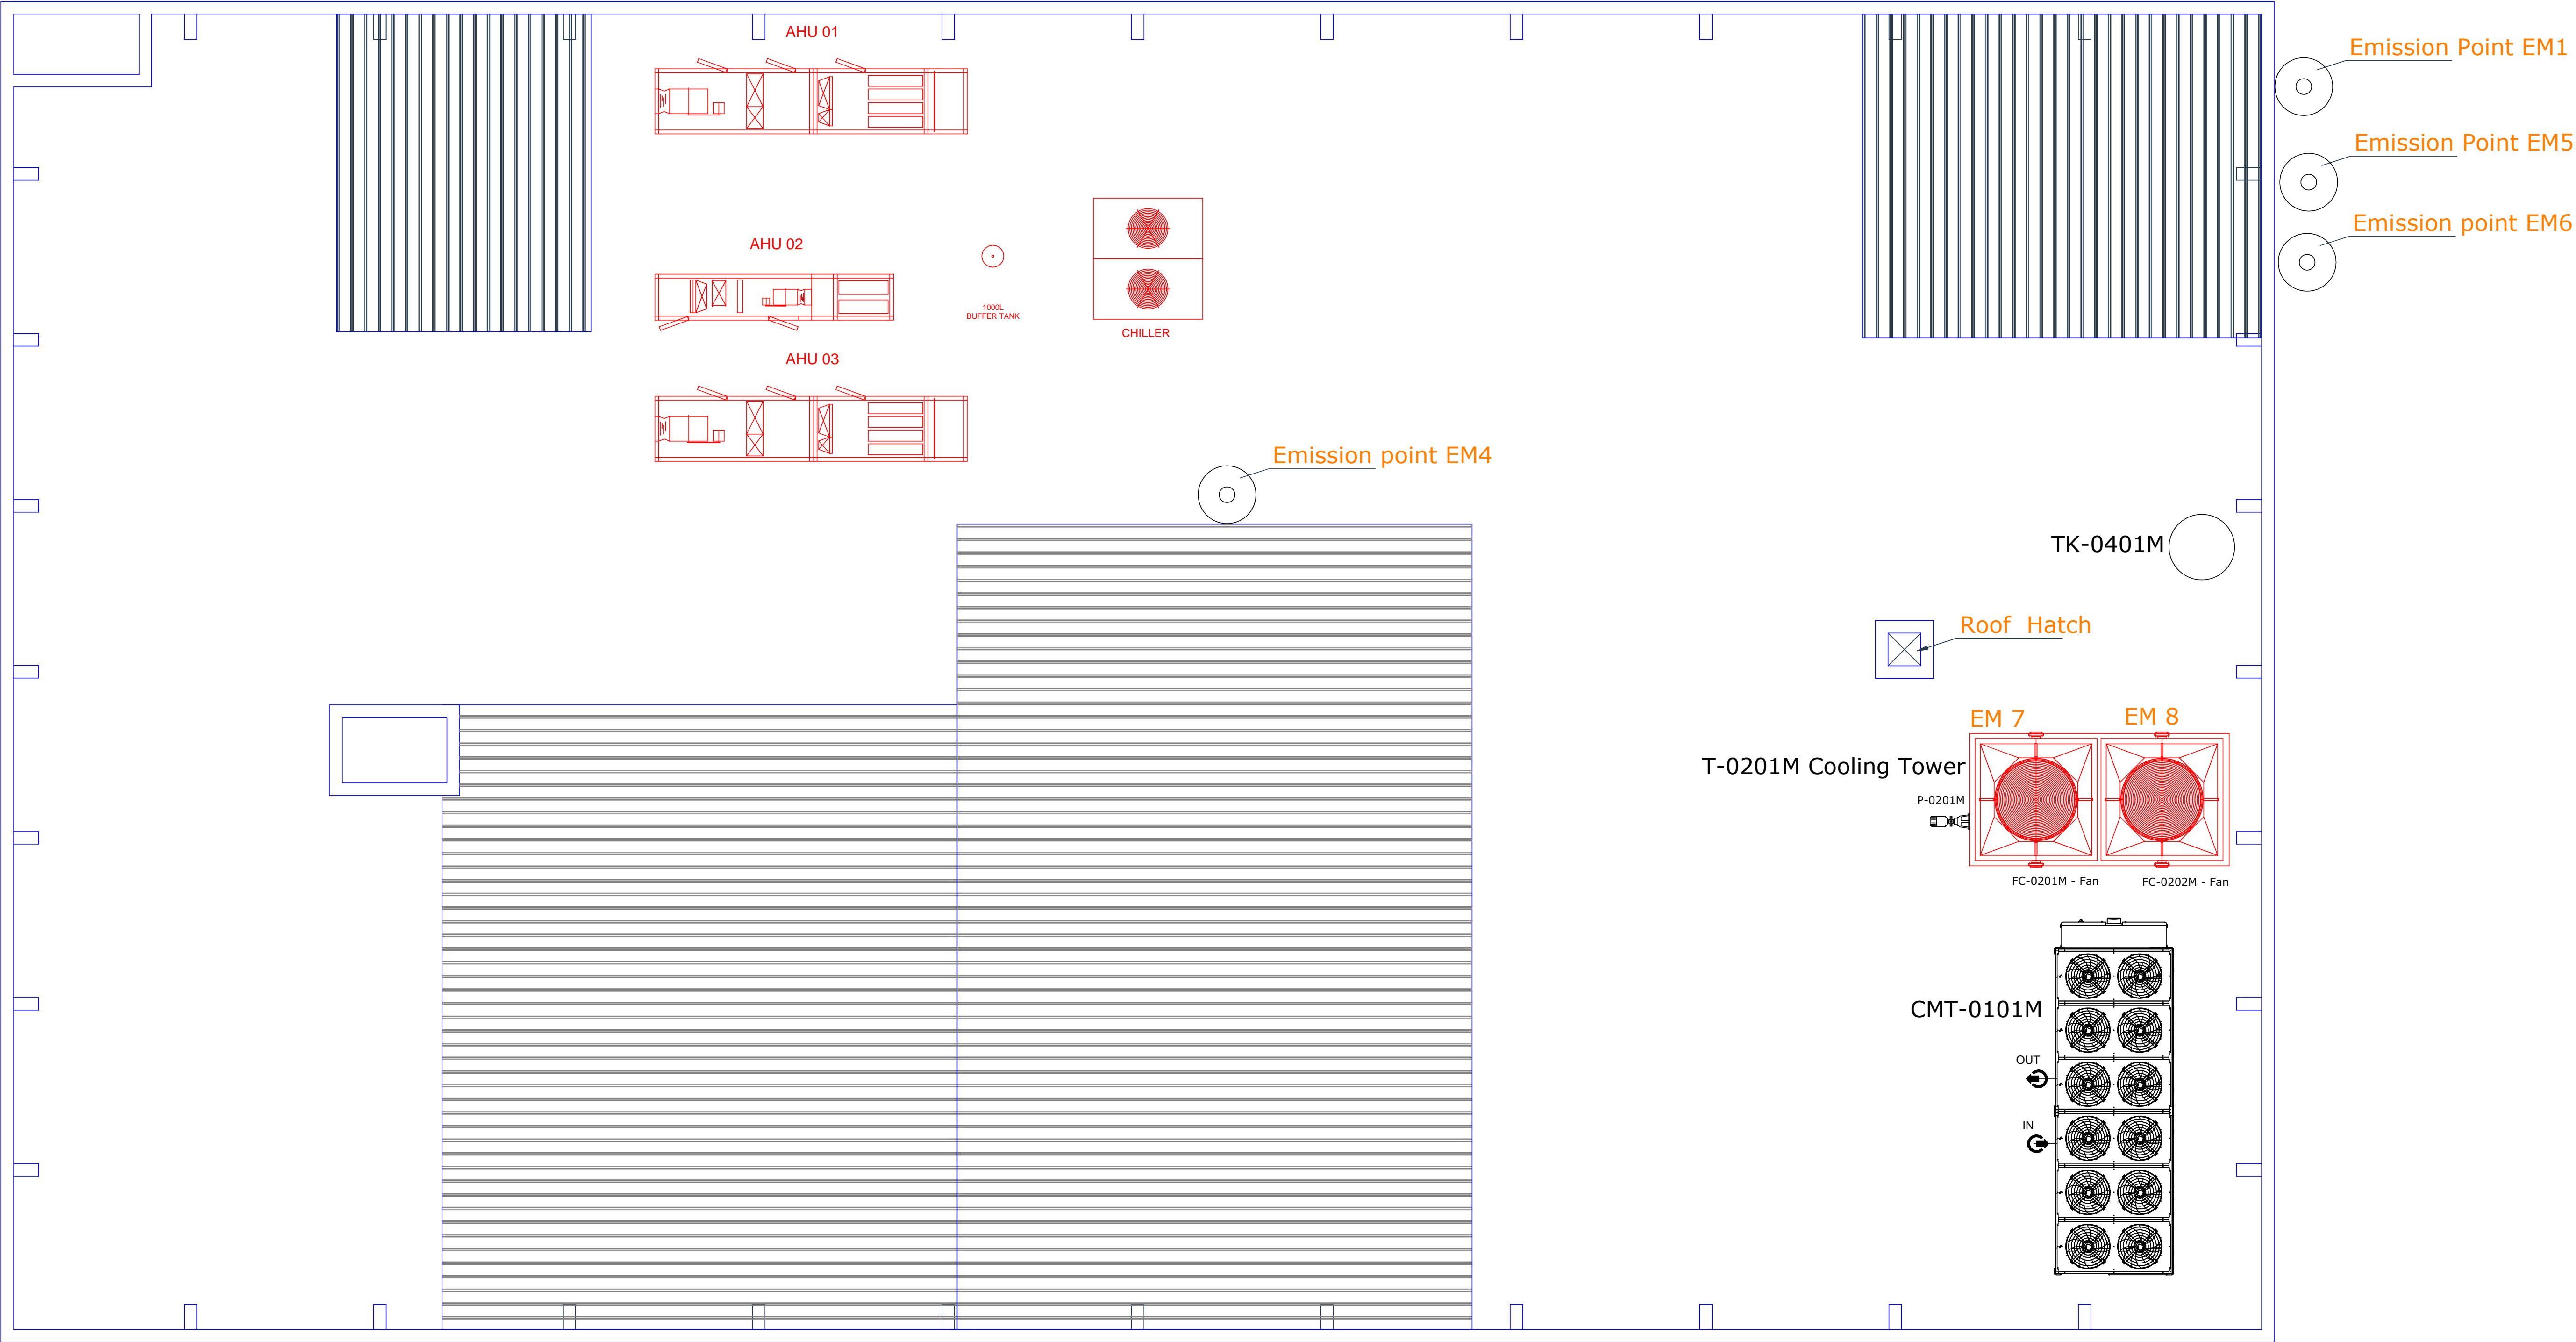 AHU 01
Emission Point EM1
Emission Point EM5
Emission point EM6
AHU 02
1000L
BUFFER TANK
CHILLER
AHU 03
Emission point EM4
TK-0401M
Roof  Hatch
EM 7
EM 8
T-0201M Cooling Tower
P-0201M
FC-0201M - Fan
FC-0202M - Fan
CMT-0101M
OUT
IN